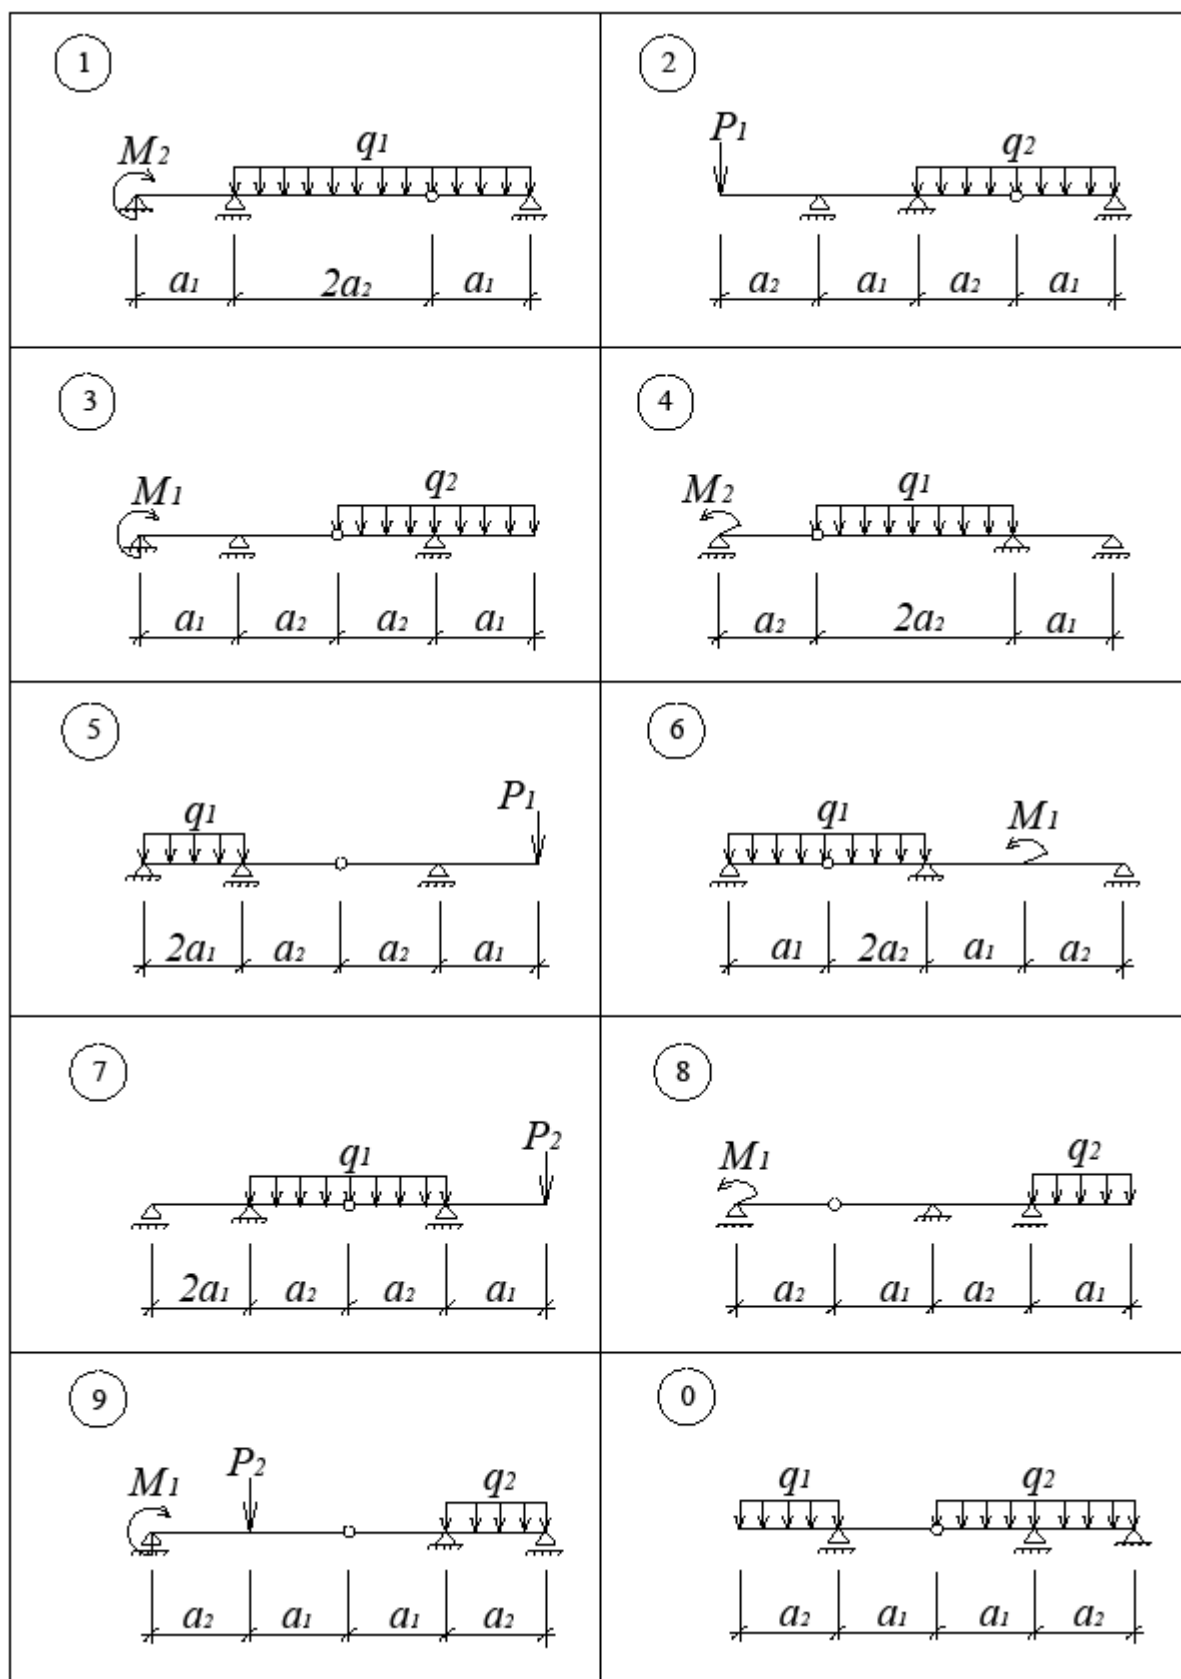 1
M₂
q₁
a₁ 2a₂ a₁
2
P₁
q₂
a₂ a₁ a₂ a₁
3
M₁
q₂
a₁ a₂ a₂ a₁
4
M₂
q₁
a₂ 2a₂ a₁
5
q₁
P₁
2a₁ a₂ a₂ a₁
6
q₁
M₁
a₁ 2a₂ a₁ a₂
7
q₁
P₂
2a₁ a₂ a₂ a₁
8
M₁
q₂
a₂ a₁ a₂ a₁
9
M₁
P₂
q₂
a₂ a₁ a₁ a₂
0
q₁
q₂
a₂ a₁ a₁ a₂